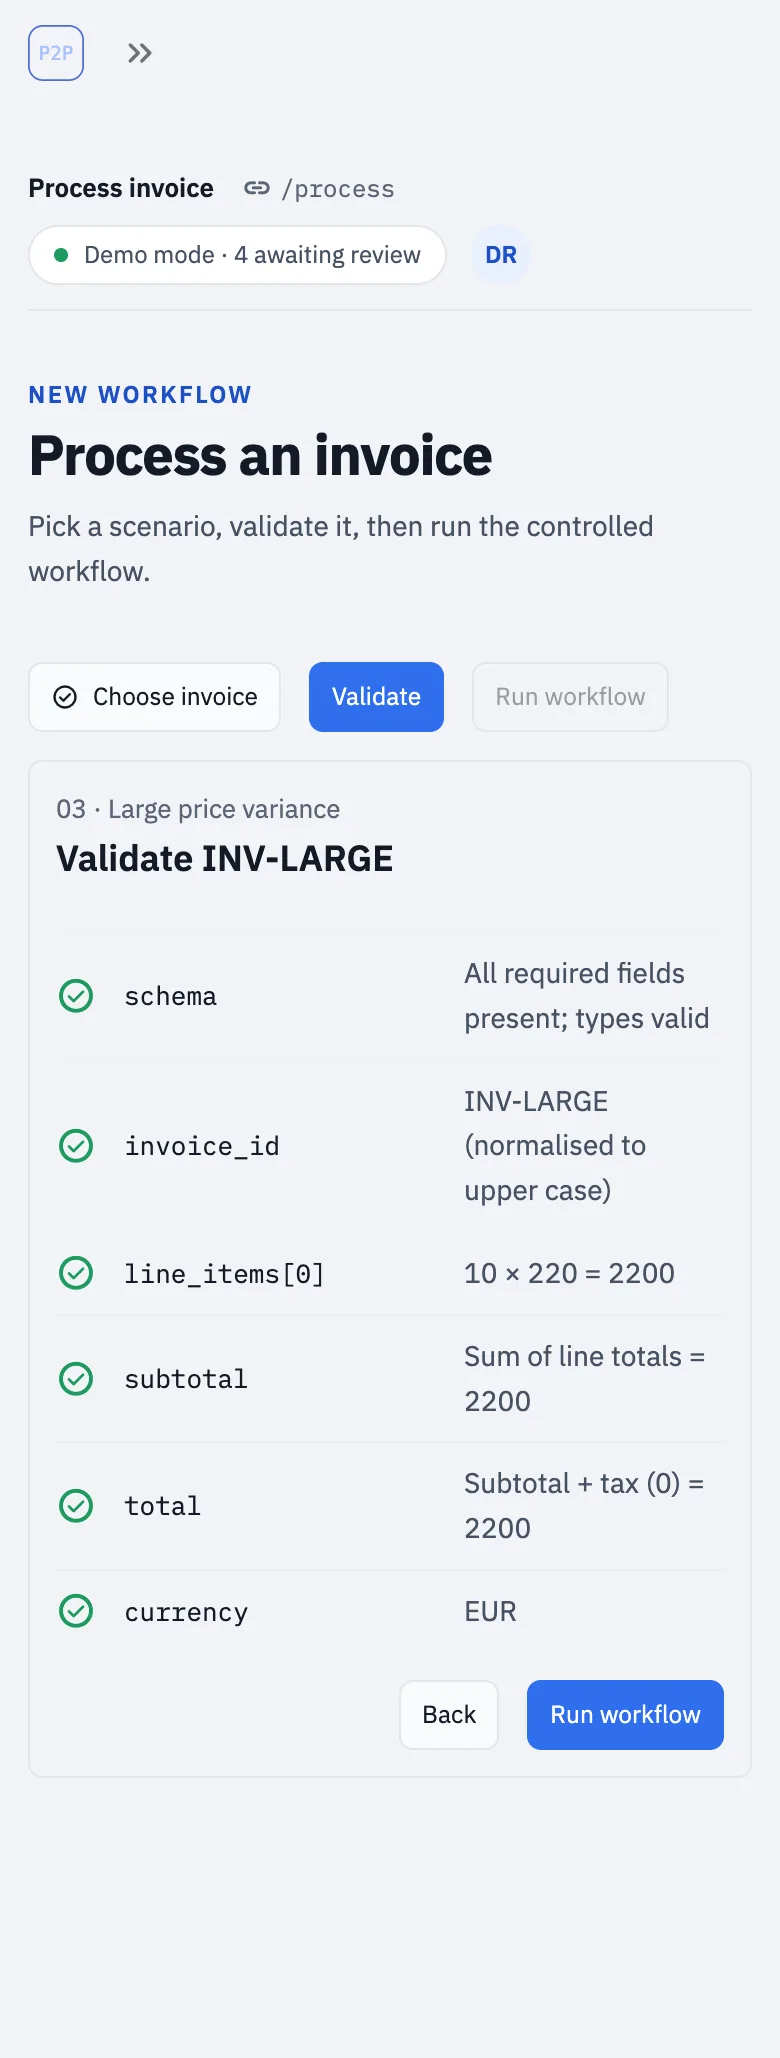 P2P
Process invoice /process
Demo mode · 4 awaiting review DR
NEW WORKFLOW
Process an invoice
Pick a scenario, validate it, then run the controlled
workflow.
Choose invoice Validate Run workflow
03 · Large price variance
Validate INV-LARGE
schema All required fields
present; types valid
invoice_id INV-LARGE
(normalised to
upper case)
line_items[0] 10 × 220 = 2200
subtotal Sum of line totals =
2200
total Subtotal + tax (0) =
2200
currency EUR
Back Run workflow